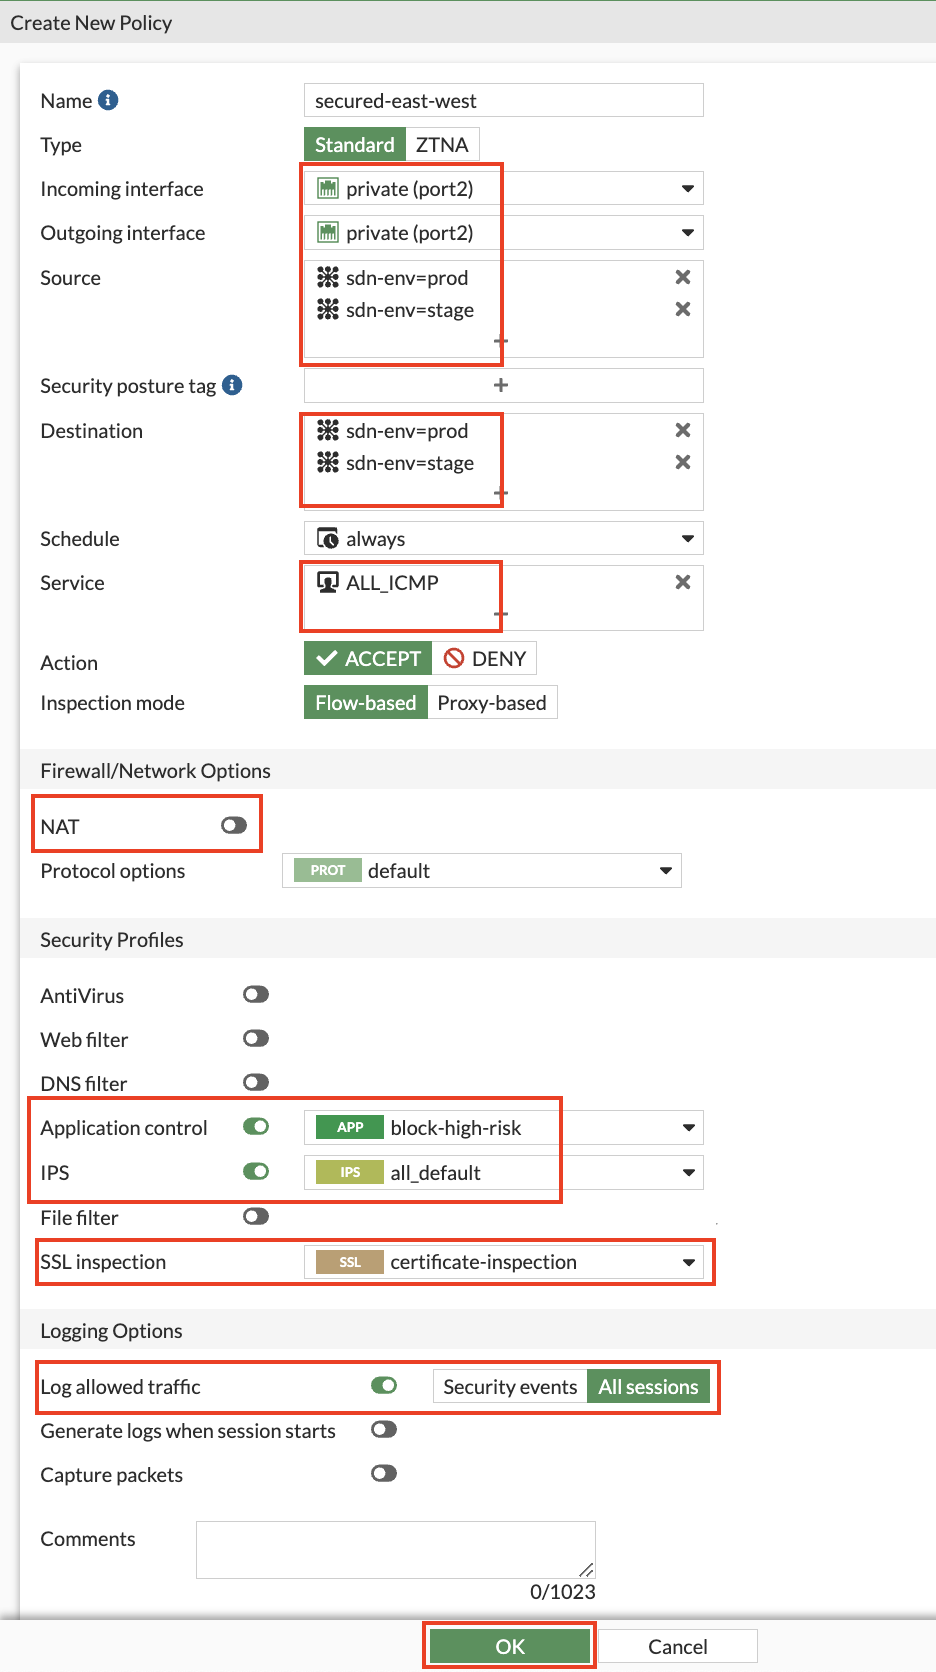 Create New Policy
Name secured-east-west
Type Standard ZTNA
Incoming interface private (port2)
Outgoing interface private (port2)
Source sdn-env=prod
sdn-env=stage
+
Security posture tag +
Destination sdn-env=prod
sdn-env=stage
+
Schedule always
Service ALL_ICMP
+
Action ACCEPT DENY
Inspection mode Flow-based Proxy-based
Firewall/Network Options
NAT
Protocol options PROT default
Security Profiles
AntiVirus
Web filter
DNS filter
Application control APP block-high-risk
IPS IPS all_default
File filter
SSL inspection SSL certificate-inspection
Logging Options
Log allowed traffic Security events All sessions
Generate logs when session starts
Capture packets
Comments
0/1023
OK Cancel